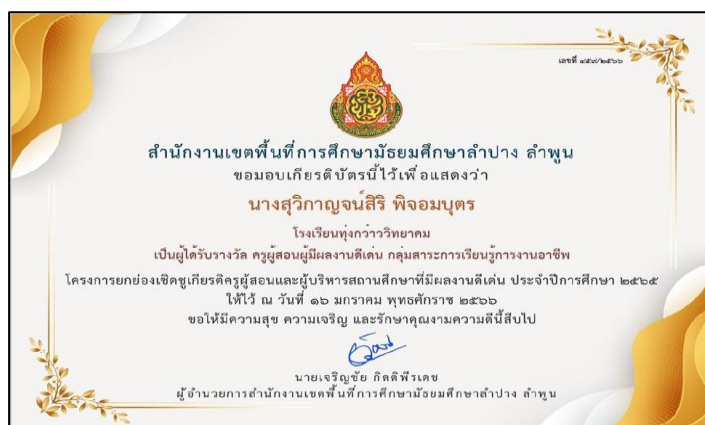 เลขที่ ๔๕๙/๒๕๖๖
สำนักงานเขตพื้นที่การศึกษามัธยมศึกษาลำปาง ลำพูน
ขอมอบเกียรติบัตรนี้ไว้เพื่อแสดงว่า
นางสุวิกาญจน์สิริ พิจอมบุตร
โรงเรียนทุ่งกว๋าววิทยาคม
เป็นผู้ได้รับรางวัล ครูผู้สอนผู้มีผลงานดีเด่น กลุ่มสาระการเรียนรู้การงานอาชีพ
โครงการยกย่องเชิดชูเกียรติครูผู้สอนและผู้บริหารสถานศึกษาที่มีผลงานดีเด่น ประจำปีการศึกษา ๒๕๖๕
ให้ไว้ ณ วันที่ ๑๖ มกราคม พุทธศักราช ๒๕๖๖
ขอให้มีความสุข ความเจริญ และรักษาคุณงามความดีนี้สืบไป
นายเจริญชัย กิตติพีรเดช
ผู้อำนวยการสำนักงานเขตพื้นที่การศึกษามัธยมศึกษาลำปาง ลำพูน